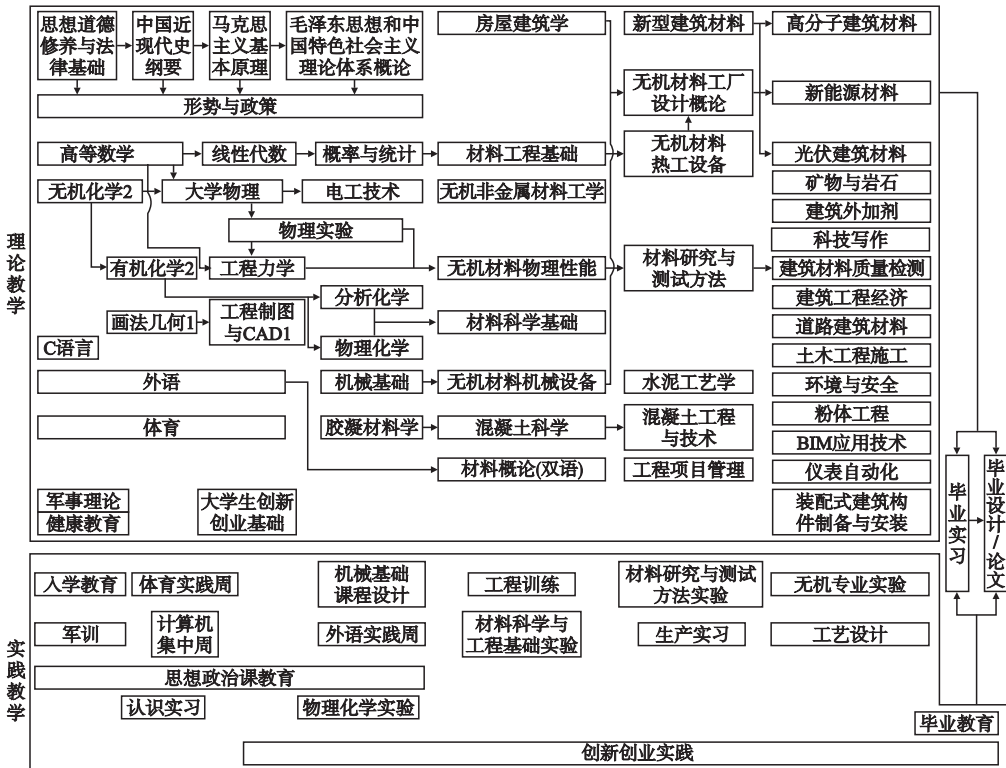 思想道德
修养与法
律基础
中国近
现代史
纲要
马克思
主义基
本原理
毛泽东思想和中
国特色社会主义
理论体系概论
房屋建筑学
新型建筑材料
高分子建筑材料
形势与政策
无机材料工厂
设计概论
新能源材料
高等数学
线性代数
概率与统计
材料工程基础
无机材料
热工设备
光伏建筑材料
无机化学2
大学物理
电工技术
无机非金属材料工学
矿物与岩石
建筑外加剂
物理实验
科技写作
理论教学
有机化学2
工程力学
无机材料物理性能
材料研究与
测试方法
建筑材料质量检测
分析化学
建筑工程经济
画法几何1
工程制图
与CAD1
材料科学基础
道路建筑材料
C语言
物理化学
土木工程施工
外语
机械基础
无机材料机械设备
水泥工艺学
环境与安全
体育
胶凝材料学
混凝土科学
混凝土工程
与技术
粉体工程
BIM应用技术
材料概论(双语)
工程项目管理
仪表自动化
军事理论
健康教育
大学生创新
创业基础
装配式建筑构
件制备与安装
毕业实习
毕业设计/论文
入学教育
体育实践周
机械基础
课程设计
工程训练
材料研究与测试
方法实验
无机专业实验
军训
计算机
集中周
外语实践周
材料科学与
工程基础实验
生产实习
工艺设计
实践教学
思想政治课教育
认识实习
物理化学实验
毕业教育
创新创业实践